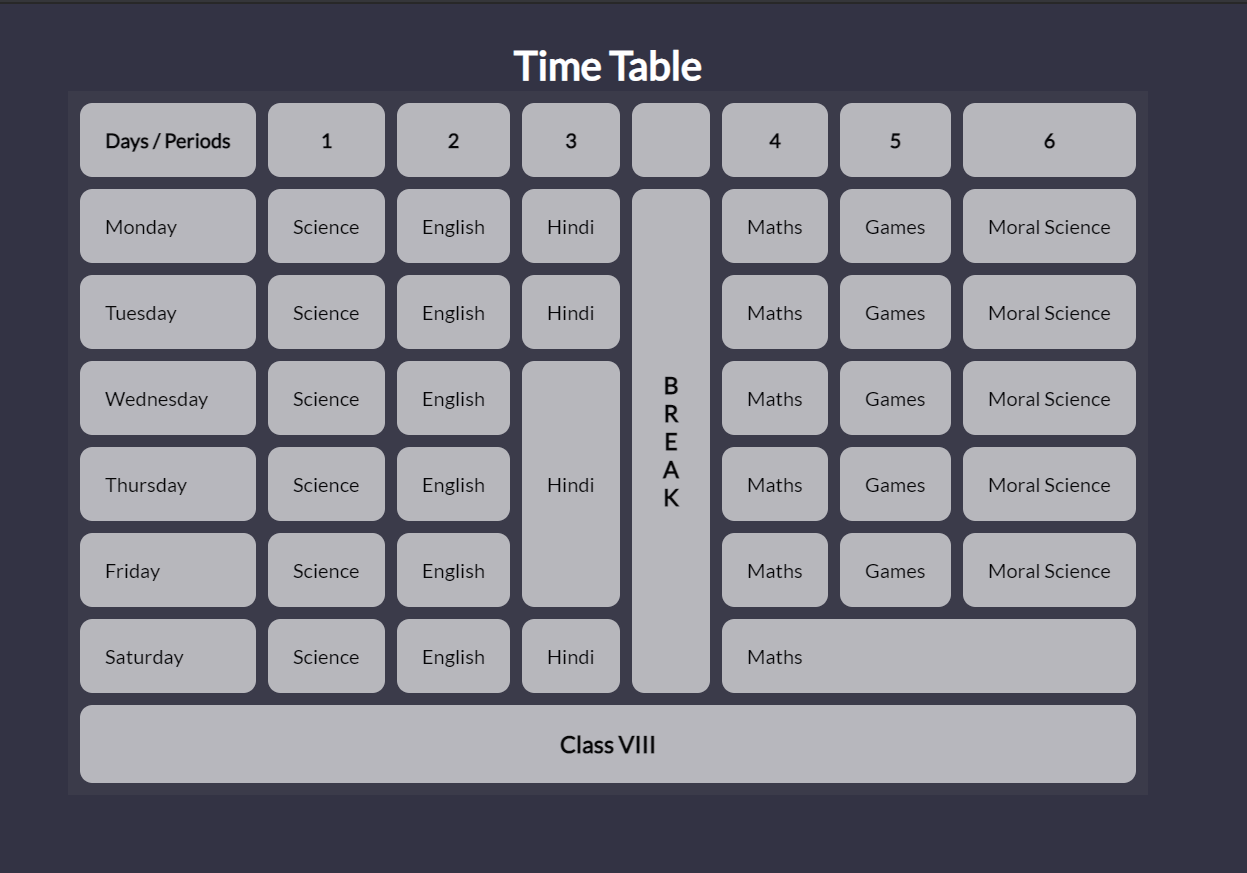 Time Table
Days / Periods 1 2 3 4 5 6
Monday Science English Hindi Maths Games Moral Science
Tuesday Science English Hindi Maths Games Moral Science
Wednesday Science English Maths Games Moral Science
Thursday Science English Hindi Maths Games Moral Science
Friday Science English Maths Games Moral Science
Saturday Science English Hindi Maths
B
R
E
A
K
Class VIII